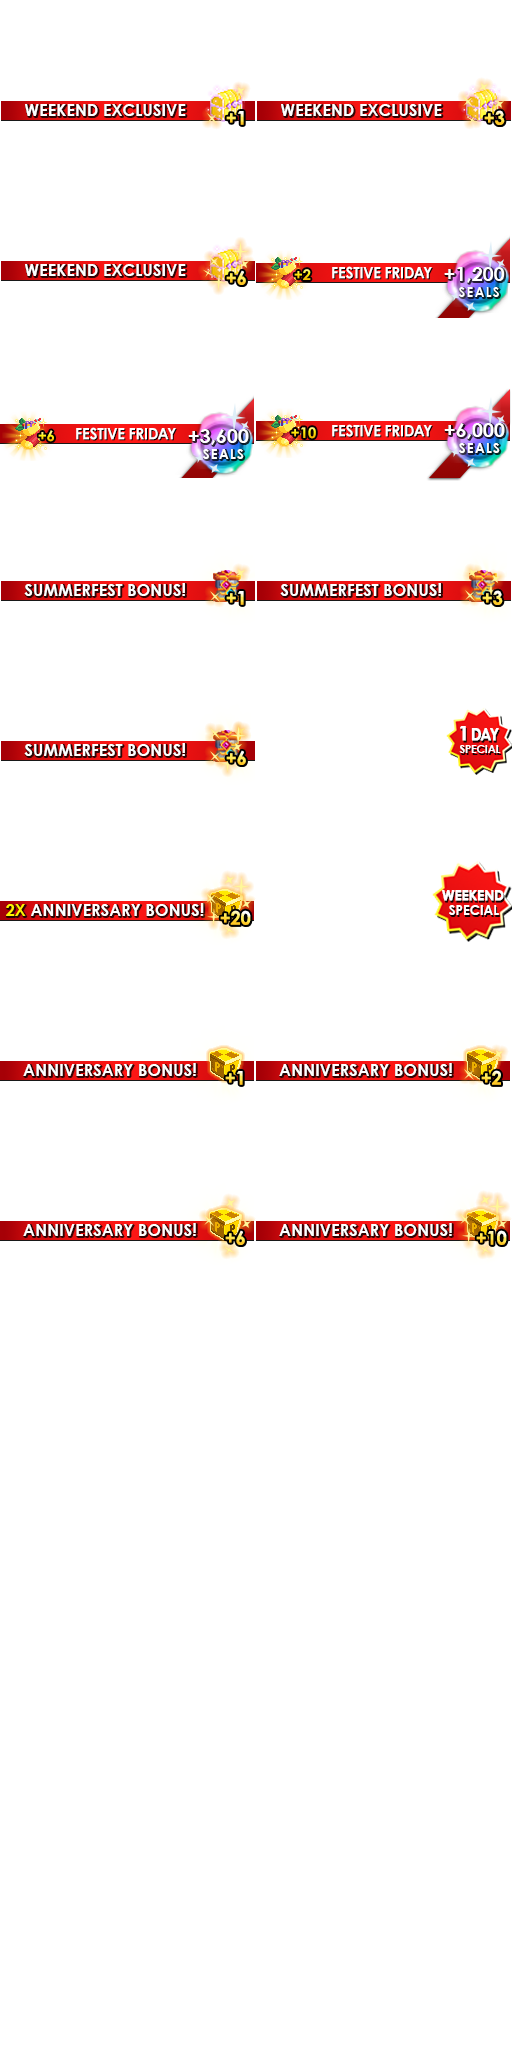 WEEKEND EXCLUSIVE +1
WEEKEND EXCLUSIVE +3
WEEKEND EXCLUSIVE +6
+2 FESTIVE FRIDAY +1,200
SEALS
+6 FESTIVE FRIDAY +3,600
SEALS
+10 FESTIVE FRIDAY +6,000
SEALS
SUMMERFEST BONUS! +1
SUMMERFEST BONUS! +3
SUMMERFEST BONUS! +6
1 DAY
SPECIAL
2X ANNIVERSARY BONUS! +20
WEEKEND
SPECIAL
ANNIVERSARY BONUS! +1
ANNIVERSARY BONUS! +2
ANNIVERSARY BONUS! +6
ANNIVERSARY BONUS! +10